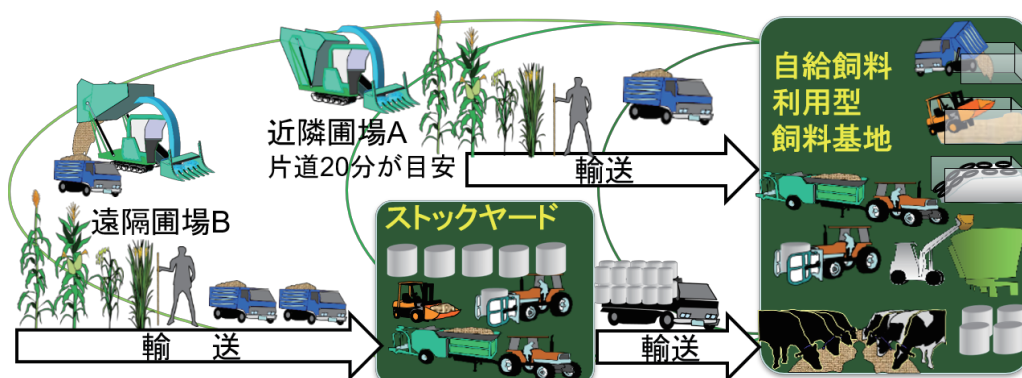 近隣圃場A
片道20分が目安
輸送
自給飼料
利用型
飼料基地
遠隔圃場B
輸　送
ストックヤード
輸送